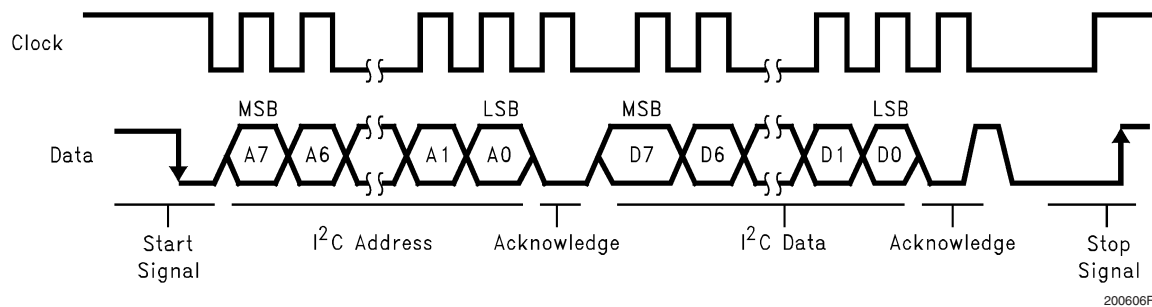 Clock
MSB LSB MSB LSB
Data A7 A6 A1 A0 D7 D6 D1 D0
Start Signal
I²C Address
Acknowledge
I²C Data
Acknowledge
Stop Signal
200606F